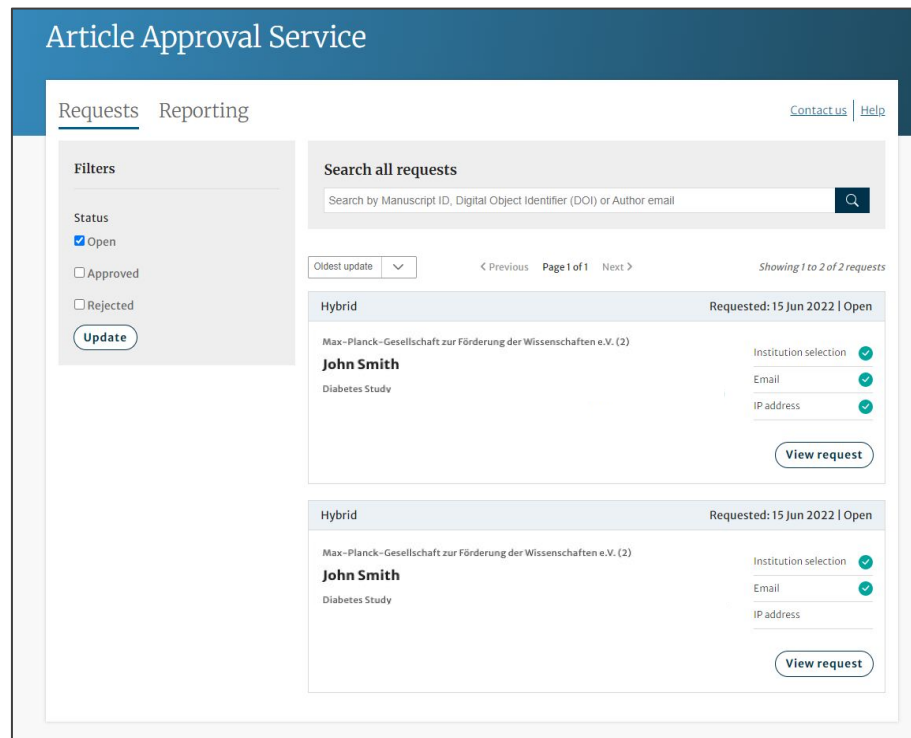 Article Approval Service
Requests Reporting
Contact us | Help
Filters
Status
Open
Approved
Rejected
Update
Search all requests
Search by Manuscript ID, Digital Object Identifier (DOI) or Author email
Oldest update
< Previous Page 1 of 1 Next >
Showing 1 to 2 of 2 requests
Hybrid Requested: 15 Jun 2022 | Open
Max-Planck-Gesellschaft zur Förderung der Wissenschaften e.V. (2)
John Smith
Diabetes Study
Institution selection
Email
IP address
View request
Hybrid Requested: 15 Jun 2022 | Open
Max-Planck-Gesellschaft zur Förderung der Wissenschaften e.V. (2)
John Smith
Diabetes Study
Institution selection
Email
IP address
View request